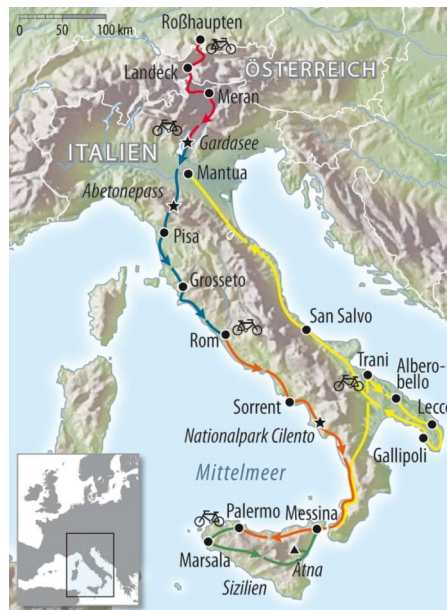 0 50 100 km
Roßhaupten
ÖSTERREICH
Landeck
Meran
ITALIEN
Gardasee
Mantua
Abetonepass
Pisa
Grosseto
San Salvo
Rom
Trani
Albero-
bello
Sorrent
Lecce
Nationalpark Cilento
Gallipoli
Mittelmeer
Palermo
Messina
Marsala
Ätna
Sizilien